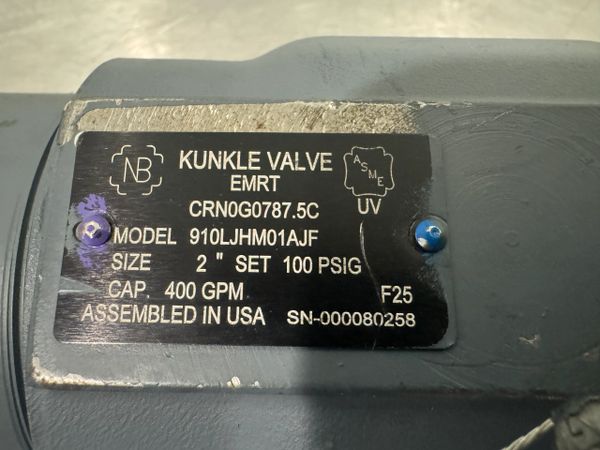 NB KUNKLE VALVE ASME
EMRT
CRN0G0787.5C UV
MODEL 910LJHM01AJF
SIZE 2 " SET 100 PSIG
CAP. 400 GPM F25
ASSEMBLED IN USA SN-000080258